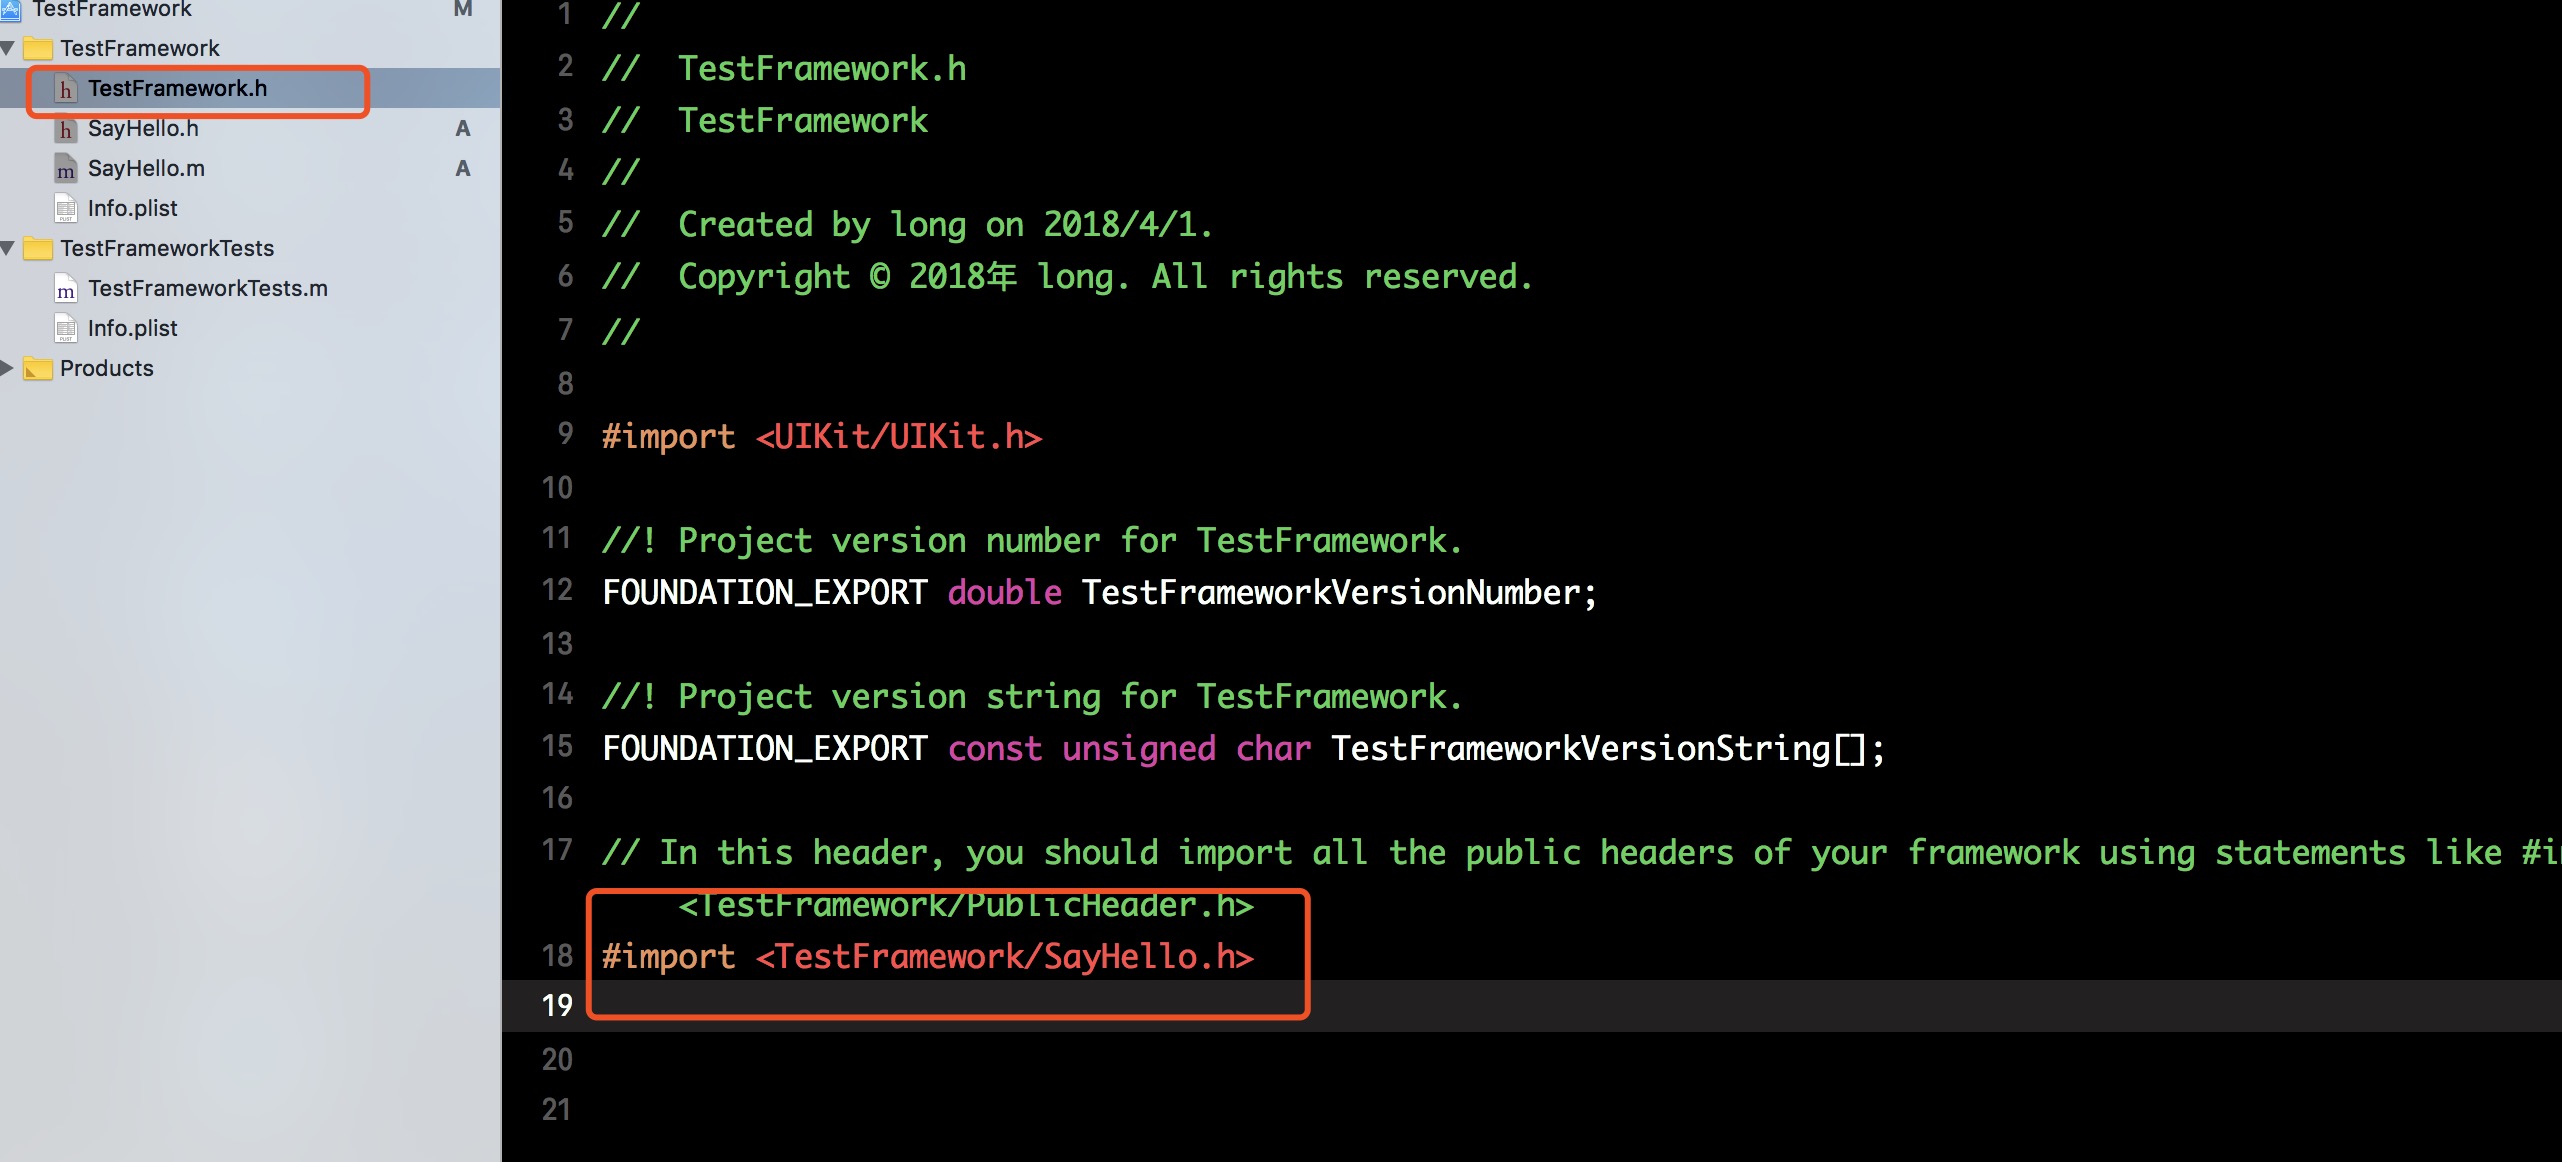 TestFramework M
TestFramework
h TestFramework.h
h SayHello.h A
m SayHello.m A
Info.plist
TestFrameworkTests
m TestFrameworkTests.m
Info.plist
Products
1 //
2 //  TestFramework.h
3 //  TestFramework
4 //
5 //  Created by long on 2018/4/1.
6 //  Copyright © 2018年 long. All rights reserved.
7 //
8
9 #import <UIKit/UIKit.h>
10
11 //! Project version number for TestFramework.
12 FOUNDATION_EXPORT double TestFrameworkVersionNumber;
13
14 //! Project version string for TestFramework.
15 FOUNDATION_EXPORT const unsigned char TestFrameworkVersionString[];
16
17 // In this header, you should import all the public headers of your framework using statements like
<TestFramework/PublicHeader.h>
18 #import <TestFramework/SayHello.h>
19
20
21